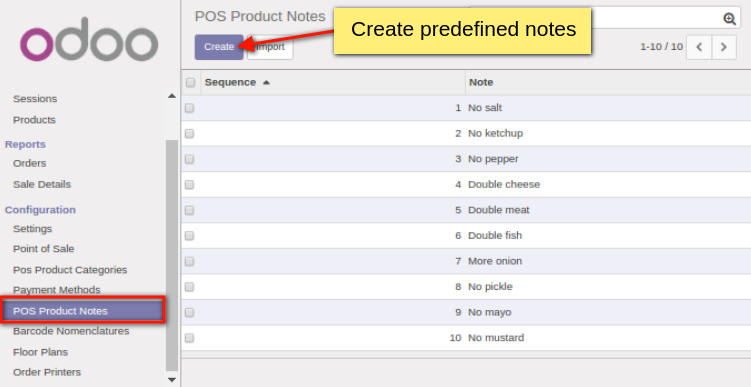 odoo
Sessions
Products
Reports
Orders
Sale Details
Configuration
Settings
Point of Sale
Pos Product Categories
Payment Methods
POS Product Notes
Barcode Nomenclatures
Floor Plans
Order Printers
POS Product Notes
Create predefined notes
Create Import
1-10 / 10
Sequence Note
1 No salt
2 No ketchup
3 No pepper
4 Double cheese
5 Double meat
6 Double fish
7 More onion
8 No pickle
9 No mayo
10 No mustard